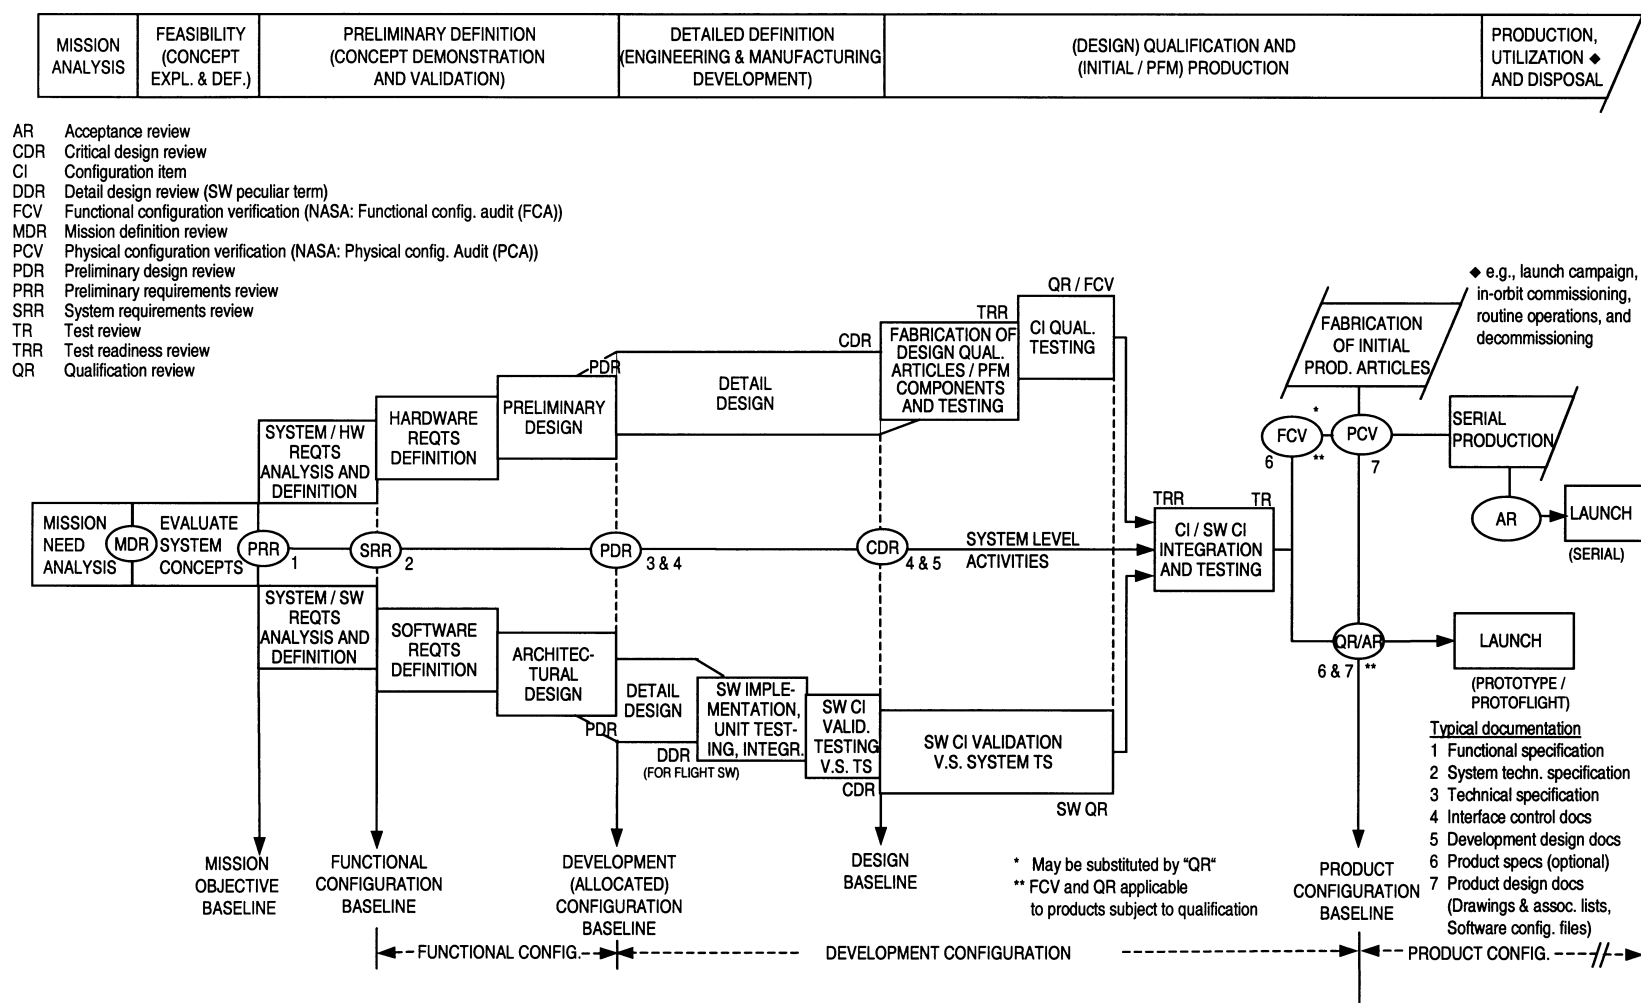 MISSION
ANALYSIS
FEASIBILITY
(CONCEPT
EXPL. & DEF.)
PRELIMINARY DEFINITION
(CONCEPT DEMONSTRATION
AND VALIDATION)
DETAILED DEFINITION
(ENGINEERING & MANUFACTURING
DEVELOPMENT)
(DESIGN) QUALIFICATION AND
(INITIAL / PFM) PRODUCTION
PRODUCTION,
UTILIZATION ◆
AND DISPOSAL
AR Acceptance review
CDR Critical design review
CI Configuration item
DDR Detail design review (SW peculiar term)
FCV Functional configuration verification (NASA: Functional config. audit (FCA))
MDR Mission definition review
PCV Physical configuration verification (NASA: Physical config. Audit (PCA))
PDR Preliminary design review
PRR Preliminary requirements review
SRR System requirements review
TR Test review
TRR Test readiness review
QR Qualification review
◆ e.g., launch campaign,
in-orbit commissioning,
routine operations, and
decommissioning
QR / FCV
TRR
CDR
PDR
CI QUAL.
TESTING
FABRICATION OF
DESIGN QUAL.
ARTICLES / PFM
COMPONENTS
AND TESTING
DETAIL
DESIGN
PRELIMINARY
DESIGN
HARDWARE
REQTS
DEFINITION
SYSTEM / HW
REQTS
ANALYSIS AND
DEFINITION
FABRICATION
OF INITIAL
PROD. ARTICLES
*
FCV
**
6
PCV
7
SERIAL
PRODUCTION
AR
LAUNCH
(SERIAL)
MISSION
NEED
ANALYSIS
MDR
EVALUATE
SYSTEM
CONCEPTS
PRR
1
SRR
2
PDR
3 & 4
CDR
4 & 5
SYSTEM LEVEL
ACTIVITIES
TRR
TR
CI / SW CI
INTEGRATION
AND TESTING
SYSTEM / SW
REQTS
ANALYSIS AND
DEFINITION
SOFTWARE
REQTS
DEFINITION
ARCHITEC-
TURAL
DESIGN
PDR
DETAIL
DESIGN
DDR
(FOR FLIGHT SW)
SW IMPLE-
MENTATION,
UNIT TEST-
ING, INTEGR.
SW CI
VALID.
TESTING
V.S. TS
CDR
SW CI VALIDATION
V.S. SYSTEM TS
SW QR
QR/AR
6 & 7 **
LAUNCH
(PROTOTYPE /
PROTOFLIGHT)
Typical documentation
1 Functional specification
2 System techn. specification
3 Technical specification
4 Interface control docs
5 Development design docs
6 Product specs (optional)
7 Product design docs
(Drawings & assoc. lists,
Software config. files)
MISSION
OBJECTIVE
BASELINE
FUNCTIONAL
CONFIGURATION
BASELINE
DEVELOPMENT
(ALLOCATED)
CONFIGURATION
BASELINE
DESIGN
BASELINE
* May be substituted by “QR“
** FCV and QR applicable
to products subject to qualification
PRODUCT
CONFIGURATION
BASELINE
FUNCTIONAL CONFIG.
DEVELOPMENT CONFIGURATION
PRODUCT CONFIG.